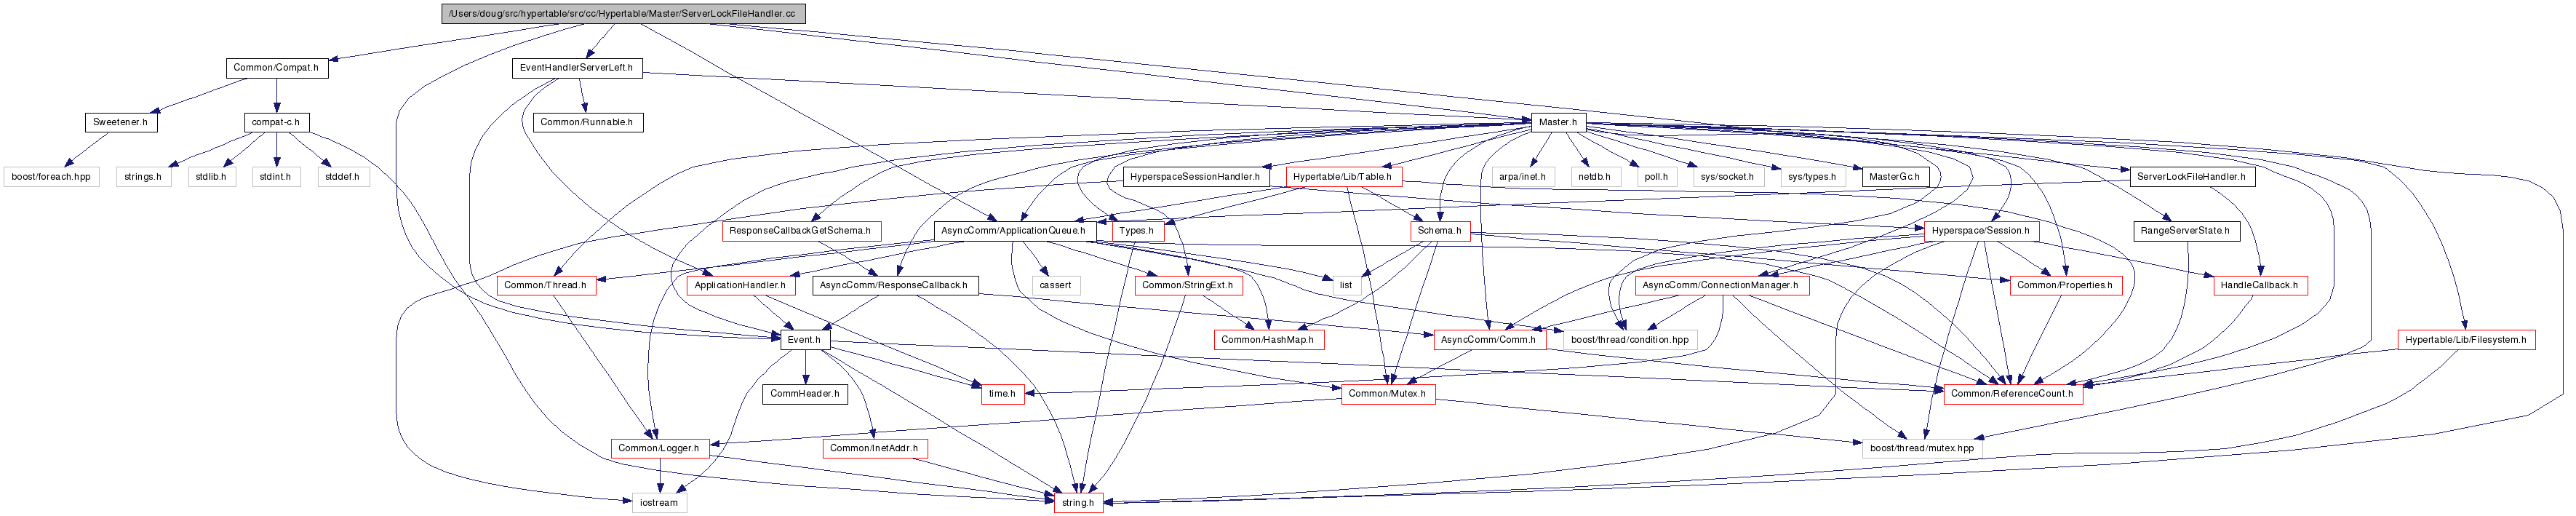 /Users/doug/src/hypertable/src/cc/Hypertable/Master/ServerLockFileHandler.cc
Common/Compat.h
EventHandlerServerLeft.h
Sweetener.h
compat-c.h
Common/Runnable.h
Master.h
boost/foreach.hpp
strings.h
stdlib.h
stdint.h
stddef.h
HyperspaceSessionHandler.h
Hypertable/Lib/Table.h
arpa/inet.h
netdb.h
poll.h
sys/socket.h
sys/types.h
MasterGc.h
ServerLockFileHandler.h
ResponseCallbackGetSchema.h
AsyncComm/ApplicationQueue.h
Types.h
Schema.h
Hyperspace/Session.h
RangeServerState.h
Common/Thread.h
ApplicationHandler.h
AsyncComm/ResponseCallback.h
cassert
Common/StringExt.h
list
AsyncComm/ConnectionManager.h
Common/Properties.h
HandleCallback.h
Event.h
Common/HashMap.h
AsyncComm/Comm.h
boost/thread/condition.hpp
Hypertable/Lib/Filesystem.h
CommHeader.h
time.h
Common/Mutex.h
Common/ReferenceCount.h
Common/Logger.h
Common/InetAddr.h
boost/thread/mutex.hpp
iostream
string.h